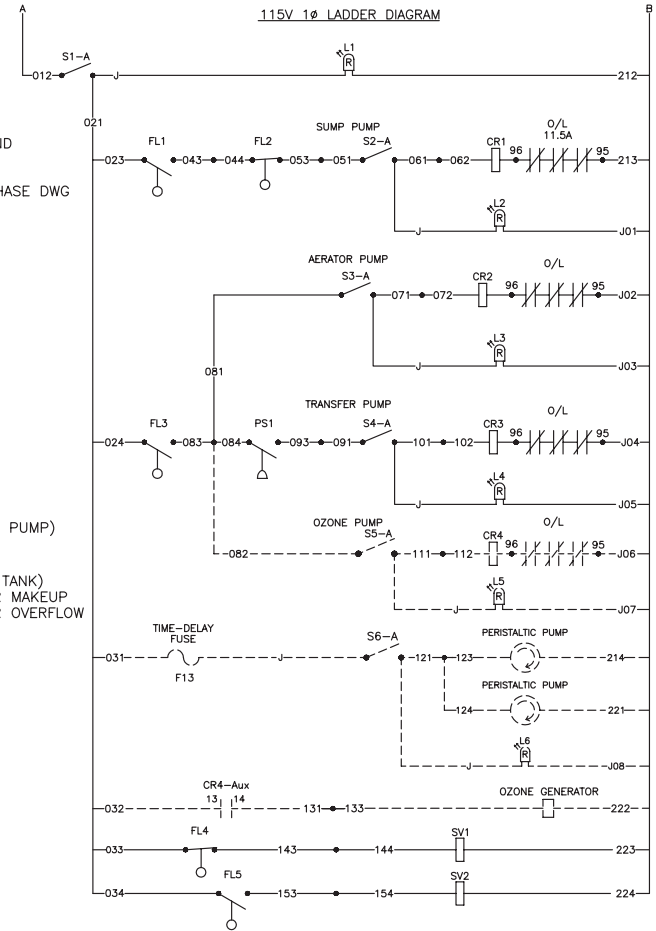 A
115V 1ø LADDER DIAGRAM
B
S1-A
L1
R
012
J
212
021
ND
SUMP PUMP
O/L
11.5A
FL1
FL2
S2-A
CR1
96
95
023
043
044
053
051
061
062
213
HASE DWG
L2
R
J
J01
AERATOR PUMP
O/L
S3-A
CR2
96
95
071
072
J02
L3
R
081
J
J03
TRANSFER PUMP
O/L
FL3
PS1
S4-A
CR3
96
95
024
083
084
093
091
101
102
J04
L4
R
J
J05
PUMP)
OZONE PUMP
O/L
S5-A
CR4
96
95
082
111
112
J06
TANK)
MAKEUP
OVERFLOW
L5
R
J
J07
TIME-DELAY
FUSE
S6-A
PERISTALTIC PUMP
031
F13
J
121
123
214
PERISTALTIC PUMP
124
221
L6
R
J
J08
CR4-Aux
13
14
OZONE GENERATOR
032
131
133
222
FL4
SV1
033
143
144
223
FL5
SV2
034
153
154
224